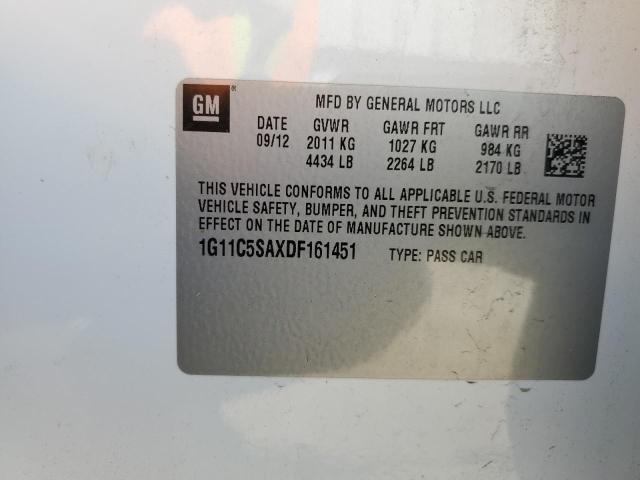 GM®
MFD BY GENERAL MOTORS LLC
DATE GVWR GAWR FRT GAWR RR
09/12 2011 KG 1027 KG 984 KG
4434 LB 2264 LB 2170 LB
THIS VEHICLE CONFORMS TO ALL APPLICABLE U.S. FEDERAL MOTOR
VEHICLE SAFETY, BUMPER, AND THEFT PREVENTION STANDARDS IN
EFFECT ON THE DATE OF MANUFACTURE SHOWN ABOVE.
1G11C5SAXDF161451 TYPE: PASS CAR